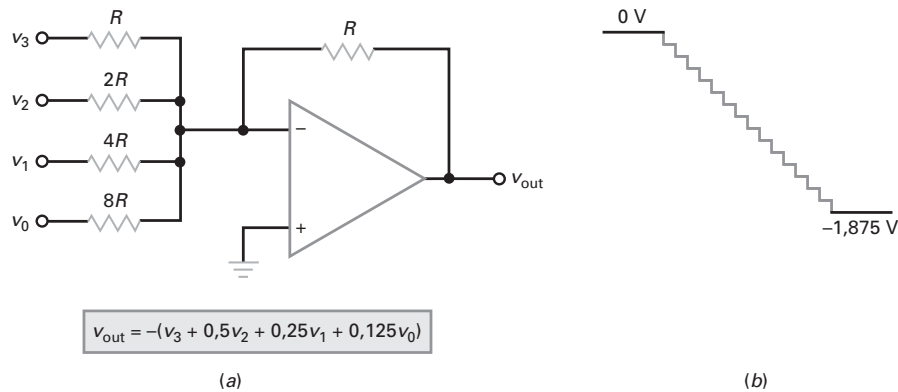 R
v3
2R
v2
4R
v1
8R
v0
R
−
+
vout
vout = –(v3 + 0,5v2 + 0,25v1 + 0,125v0)
(a)
0 V
–1,875 V
(b)